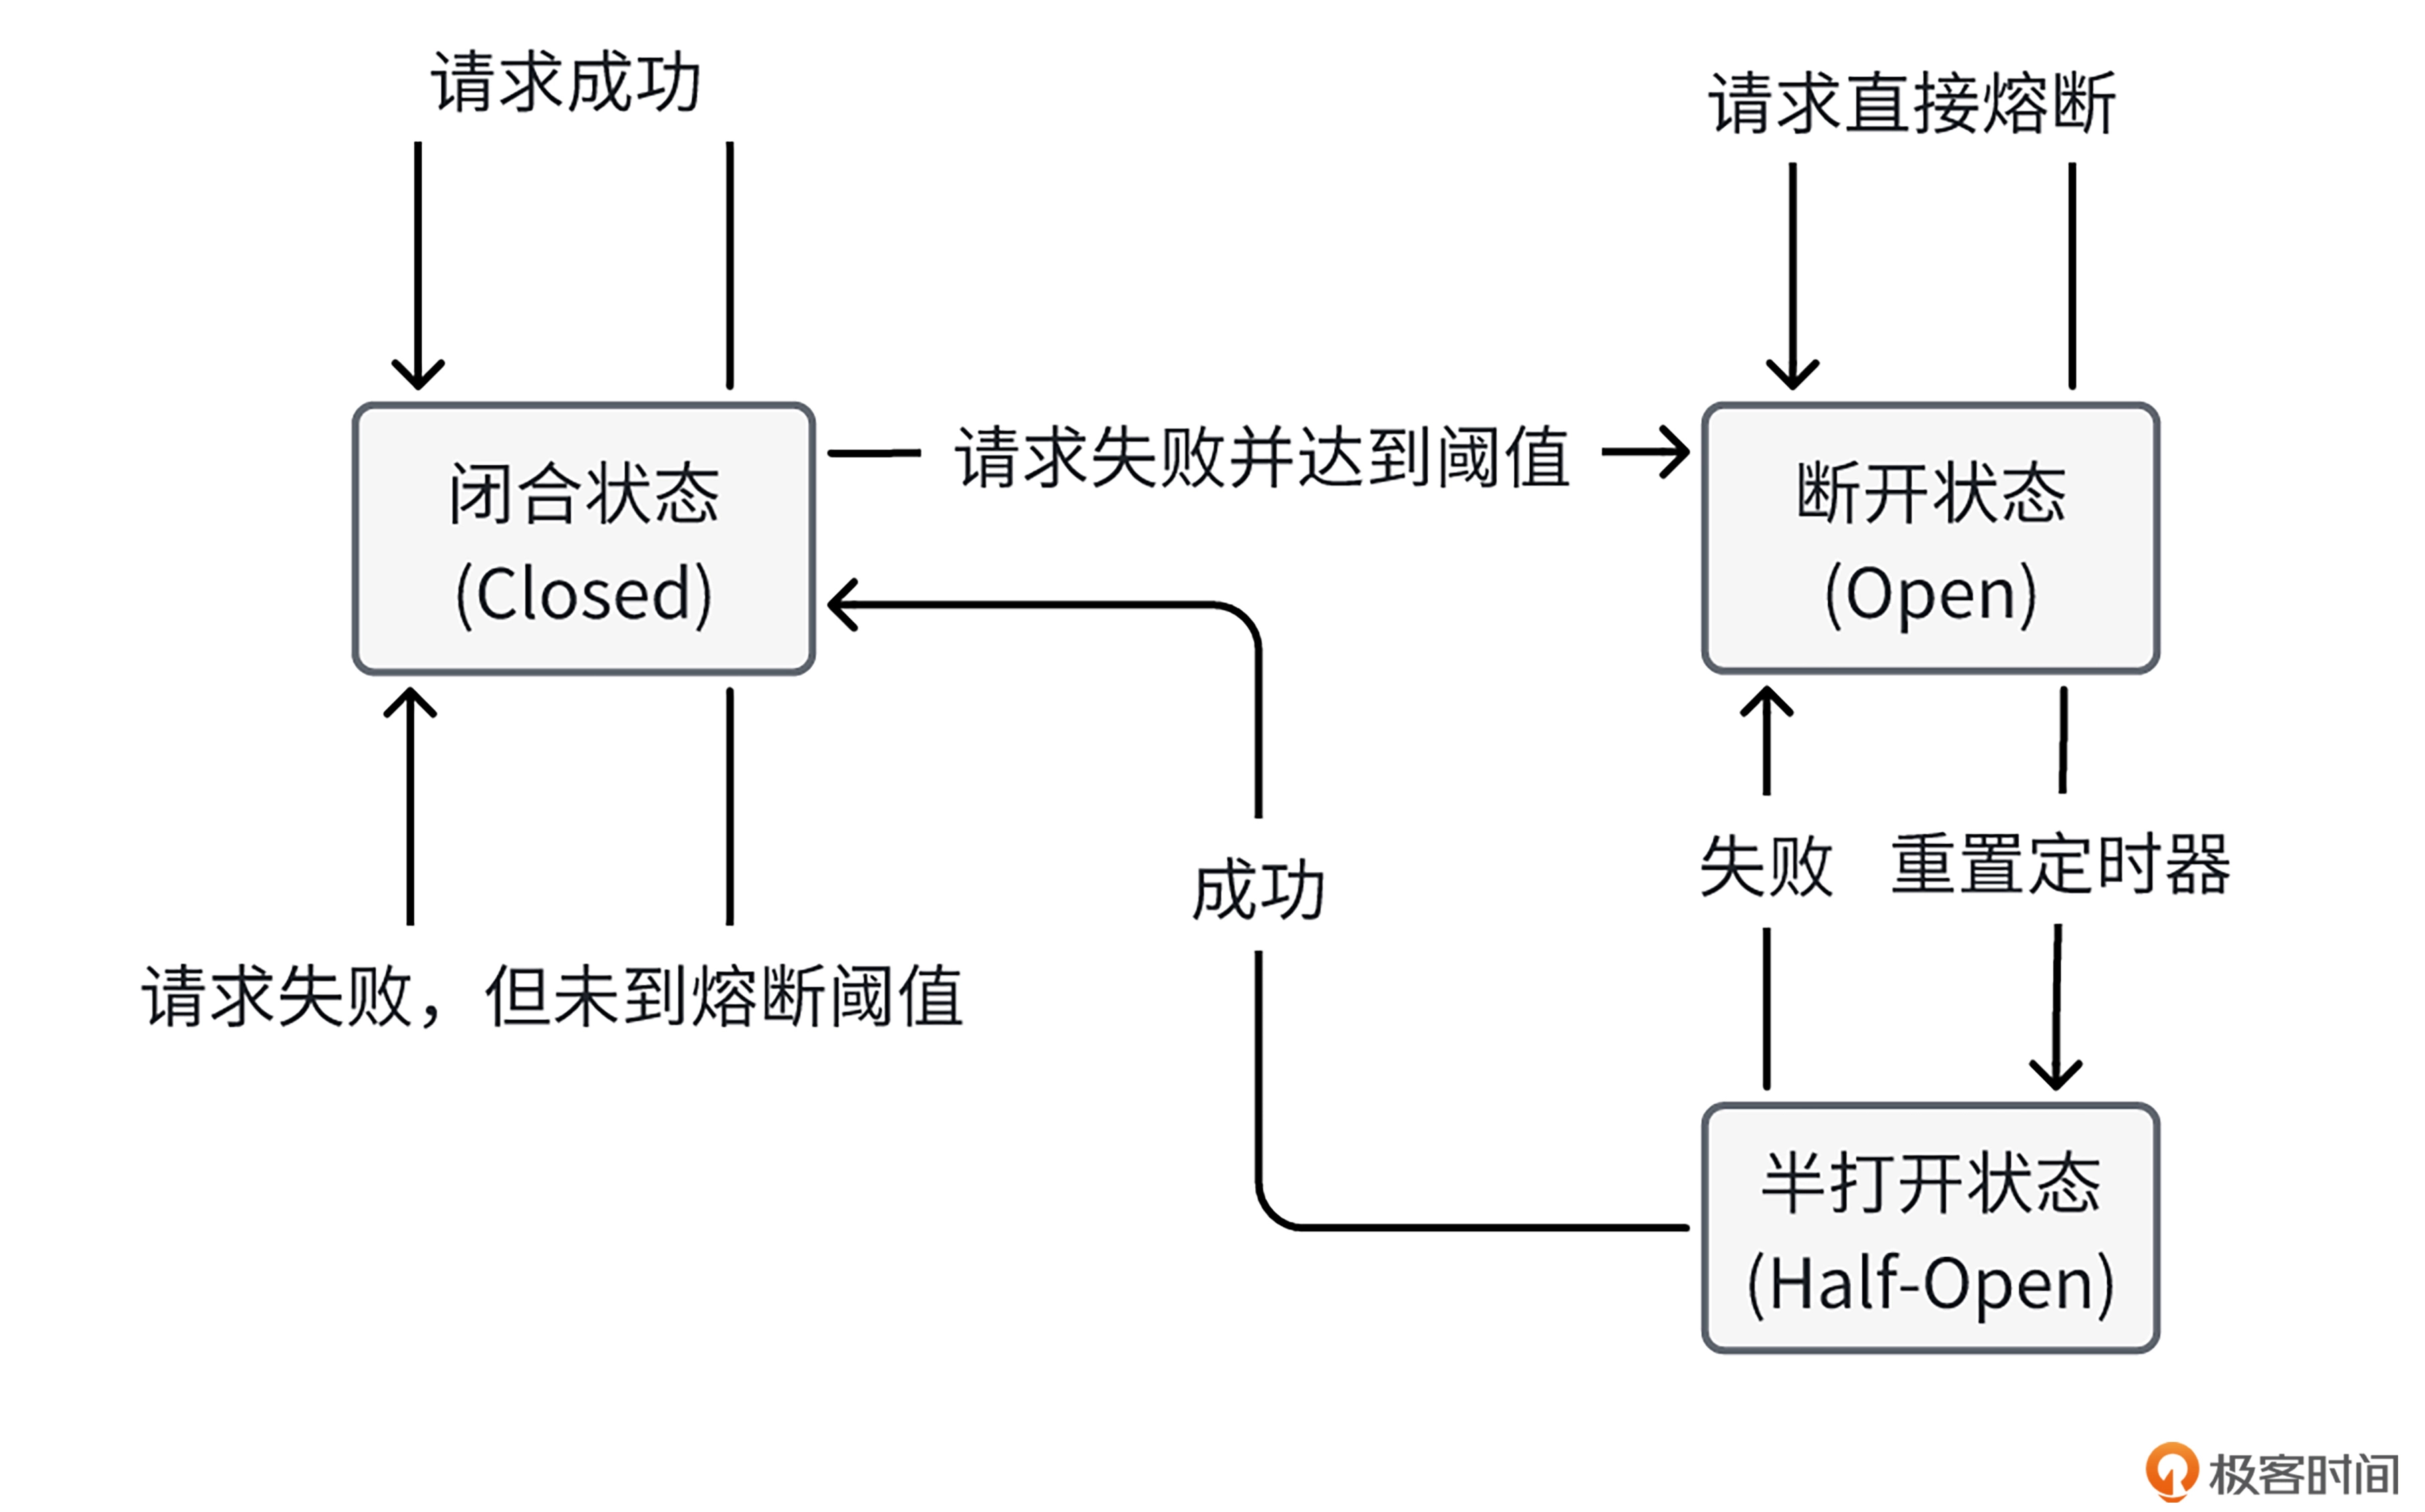 请求成功
请求直接熔断
请求失败并达到阈值
闭合状态
(Closed)
断开状态
(Open)
成功
失败
重置定时器
请求失败，但未到熔断阈值
半打开状态
(Half-Open)
极客时间